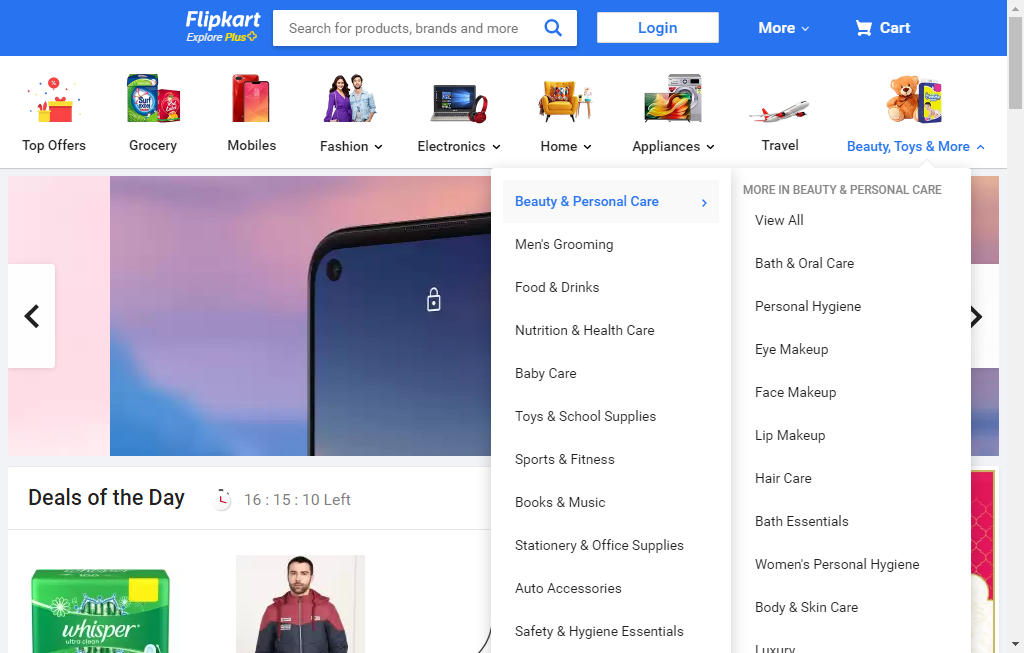 Flipkart
Explore Plus
Search for products, brands and more
Login
More
Cart
Top Offers
Grocery
Mobiles
Fashion
Electronics
Home
Appliances
Travel
Beauty, Toys & More
Beauty & Personal Care
Men's Grooming
Food & Drinks
Nutrition & Health Care
Baby Care
Toys & School Supplies
Sports & Fitness
Books & Music
Stationery & Office Supplies
Auto Accessories
Safety & Hygiene Essentials
MORE IN BEAUTY & PERSONAL CARE
View All
Bath & Oral Care
Personal Hygiene
Eye Makeup
Face Makeup
Lip Makeup
Hair Care
Bath Essentials
Women's Personal Hygiene
Body & Skin Care
Luxury
Deals of the Day
16 : 15 : 10 Left
whisper
ultra clean